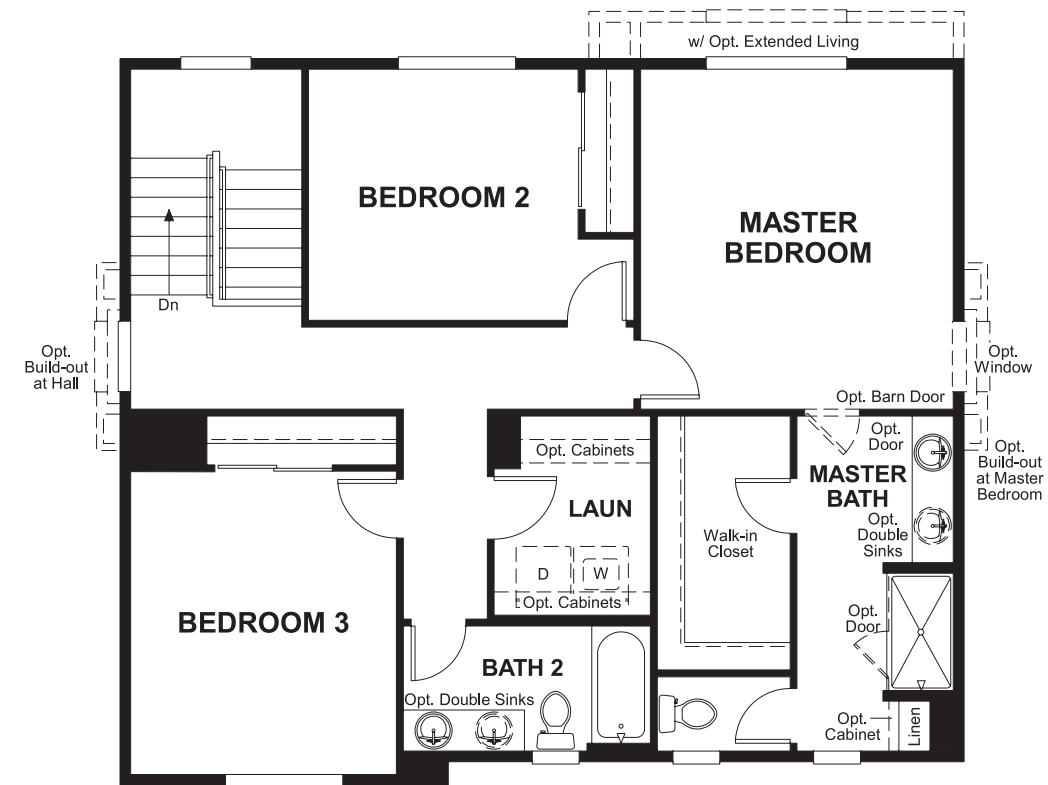 w/ Opt. Extended Living
BEDROOM 2
MASTER
BEDROOM
Dn
Opt.
Build-out
at Hall
Opt.
Window
Opt. Barn Door
Opt.
Door
Opt. Cabinets
MASTER
BATH
Opt.
Build-out
at Master
Bedroom
LAUN
Opt.
Double
Sinks
Walk-in
Closet
D
W
Opt. Cabinets
BEDROOM 3
Opt.
Door
BATH 2
Opt. Double Sinks
Opt.
Cabinet
Linen